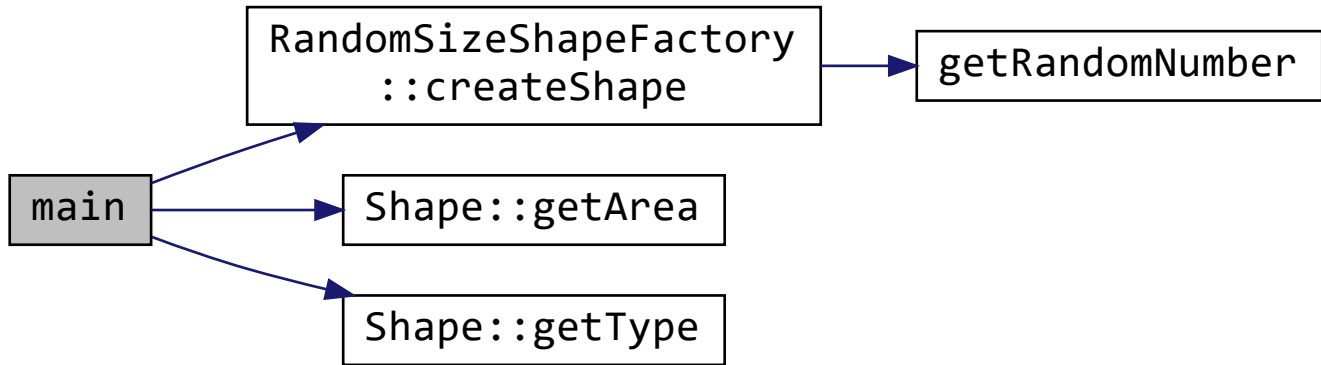 RandomSizeShapeFactory
::createShape
getRandomNumber
main
Shape::getArea
Shape::getType